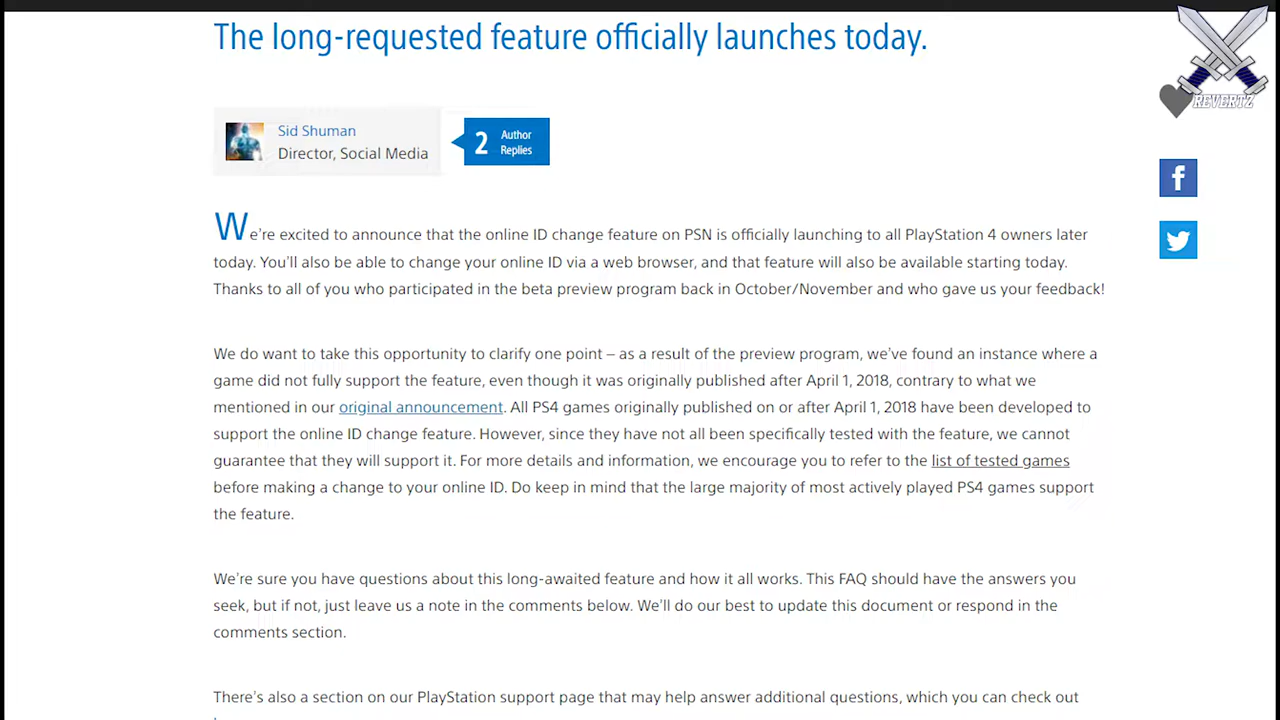 The long-requested feature officially launches today.
REVERTZ
Sid Shuman
Director, Social Media
2 Author Replies
We're excited to announce that the online ID change feature on PSN is officially launching to all PlayStation 4 owners later
today. You'll also be able to change your online ID via a web browser, and that feature will also be available starting today.
Thanks to all of you who participated in the beta preview program back in October/November and who gave us your feedback!
We do want to take this opportunity to clarify one point – as a result of the preview program, we've found an instance where a
game did not fully support the feature, even though it was originally published after April 1, 2018, contrary to what we
mentioned in our original announcement. All PS4 games originally published on or after April 1, 2018 have been developed to
support the online ID change feature. However, since they have not all been specifically tested with the feature, we cannot
guarantee that they will support it. For more details and information, we encourage you to refer to the list of tested games
before making a change to your online ID. Do keep in mind that the large majority of most actively played PS4 games support
the feature.
We're sure you have questions about this long-awaited feature and how it all works. This FAQ should have the answers you
seek, but if not, just leave us a note in the comments below. We'll do our best to update this document or respond in the
comments section.
There's also a section on our PlayStation support page that may help answer additional questions, which you can check out